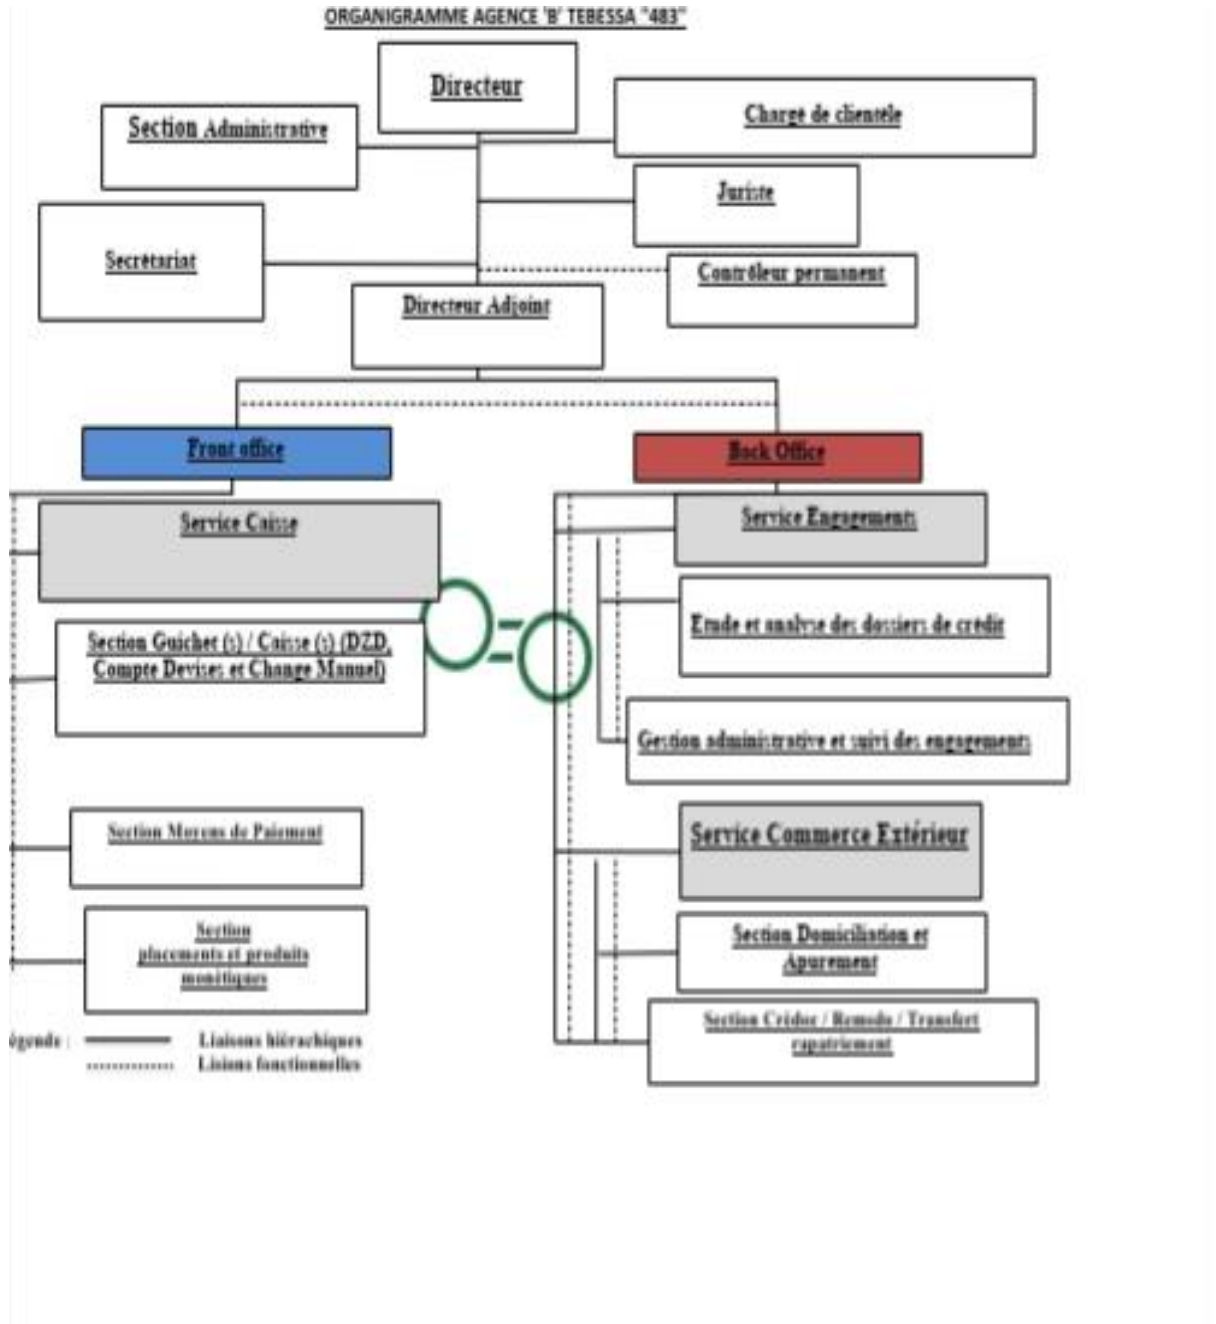 ORGANIGRAMME AGENCE 'B' TEBESSA "483"
Directeur
Chargé de clientèle
Section Administrative
Juriste
Secrétariat
Contrôleur permanent
Directeur Adjoint
Front office
Back Office
Service Caisse
Service Engagements
Etude et analyse des dossiers de crédit
Section Guichet (s) / Caisse (s) (DZD,
Compte Devises et Change Manuel)
Gestion administrative et suivi des engagements
Section Moyens de Paiement
Service Commerce Extérieur
Section
placements et produits
monétiques
Section Domiciliation et
Apurement
Section Crédoc / Remdoc / Transfert
rapatriement
égende :
Liaisons hiérachiques
Lisions fonctionnelles